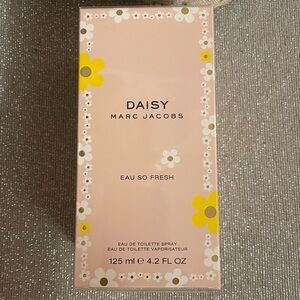 DAISY
MARC JACOBS
EAU SO FRESH
EAU DE TOILETTE SPRAY
EAU DE TOILETTE VAPORISATEUR
125 ml ℮ 4.2 FL OZ